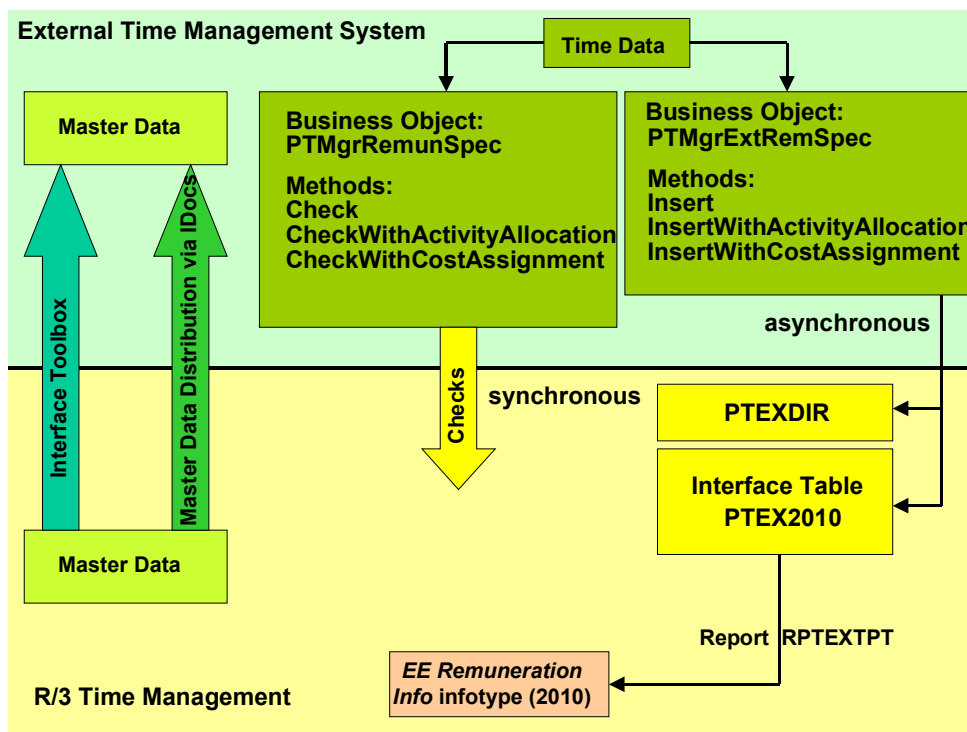 External Time Management System
Time Data
Master Data
Business Object:
PTMgrRemunSpec
Methods:
Check
CheckWithActivityAllocation
CheckWithCostAssignment
Business Object:
PTMgrExtRemSpec
Methods:
Insert
InsertWithActivityAllocation
InsertWithCostAssignment
Interface Toolbox
Master Data Distribution via IDocs
asynchronous
Checks
synchronous
PTEXDIR
Interface Table
PTEX2010
Master Data
Report RPTEXTPT
EE Remuneration
Info infotype (2010)
R/3 Time Management